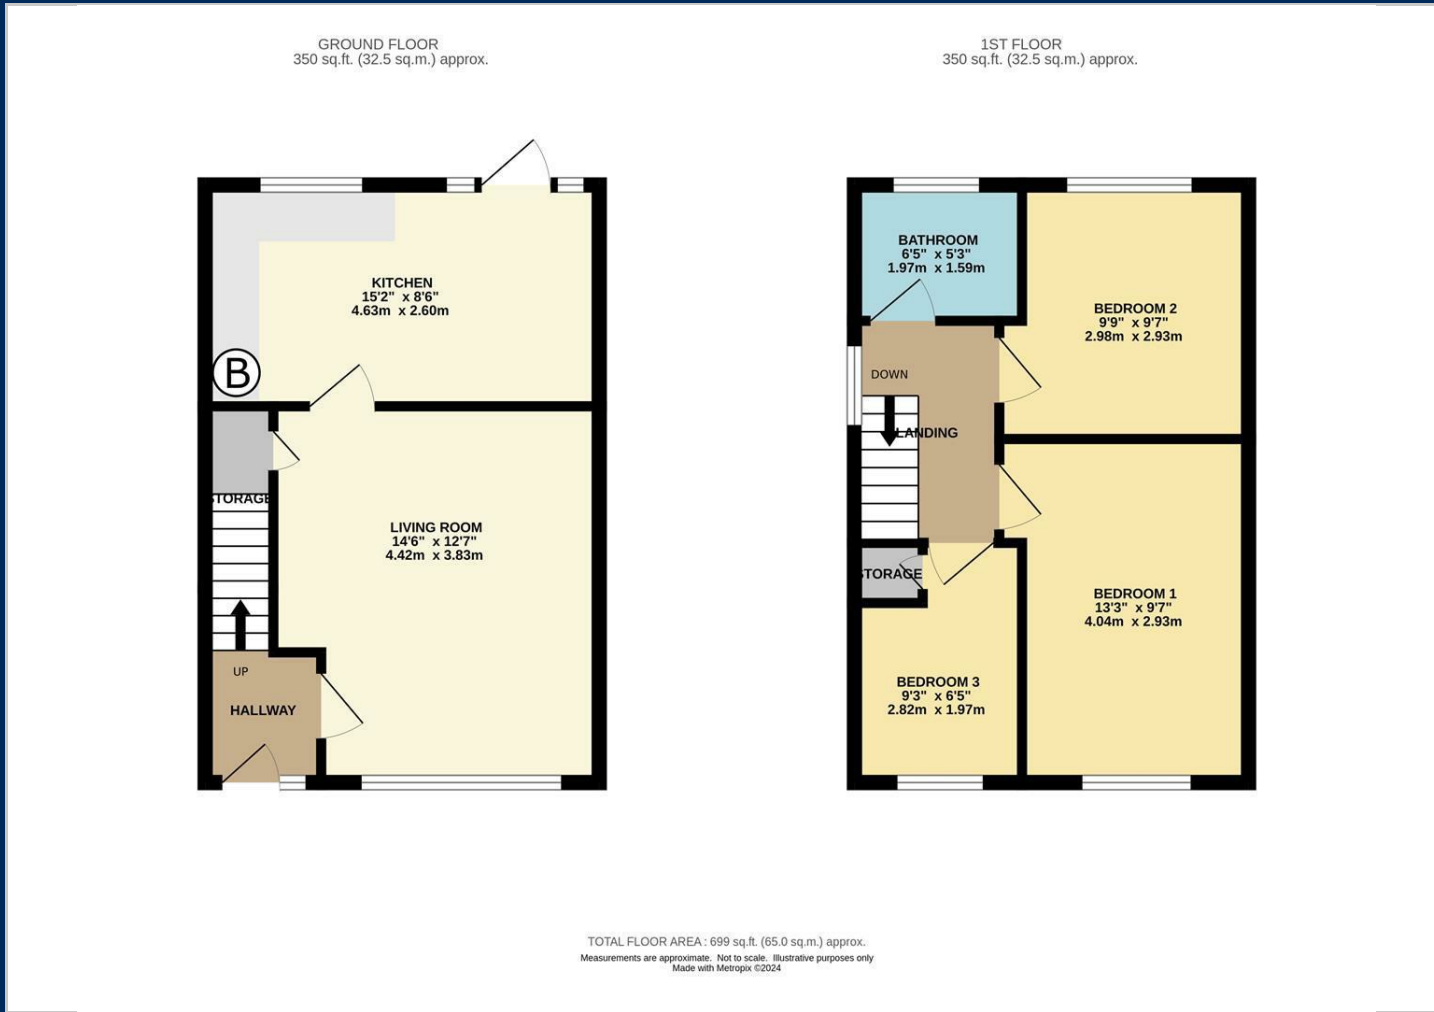 GROUND FLOOR
350 sq.ft. (32.5 sq.m.) approx.
KITCHEN
15'2" x 8'6"
4.63m x 2.60m
B
STORAGE
LIVING ROOM
14'6" x 12'7"
4.42m x 3.83m
UP
HALLWAY
1ST FLOOR
350 sq.ft. (32.5 sq.m.) approx.
BATHROOM
6'5" x 5'3"
1.97m x 1.59m
BEDROOM 2
9'9" x 9'7"
2.98m x 2.93m
DOWN
LANDING
STORAGE
BEDROOM 1
13'3" x 9'7"
4.04m x 2.93m
BEDROOM 3
9'3" x 6'5"
2.82m x 1.97m
TOTAL FLOOR AREA : 699 sq.ft. (65.0 sq.m.) approx.
Measurements are approximate. Not to scale. Illustrative purposes only
Made with Metropix ©2024